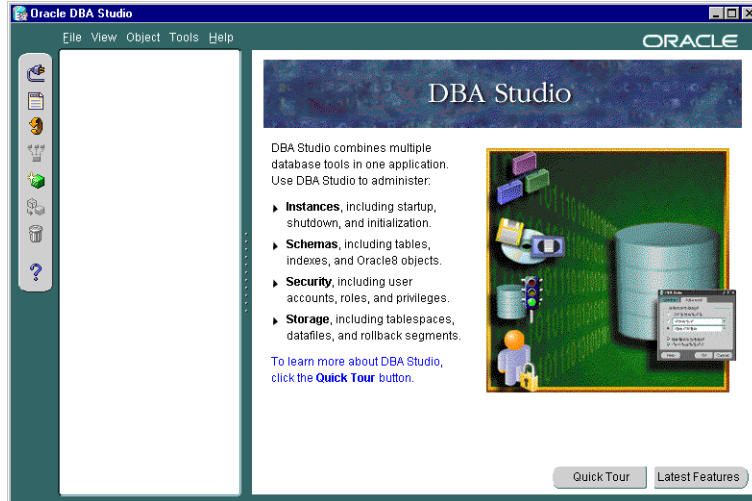 Oracle DBA Studio
File View Object Tools Help
ORACLE
DBA Studio
DBA Studio combines multiple
database tools in one application.
Use DBA Studio to administer:
Instances, including startup,
shutdown, and initialization.
Schemas, including tables,
indexes, and Oracle8 objects.
Security, including user
accounts, roles, and privileges.
Storage, including tablespaces,
datafiles, and rollback segments.
To learn more about DBA Studio,
click the Quick Tour button.
Quick Tour
Latest Features